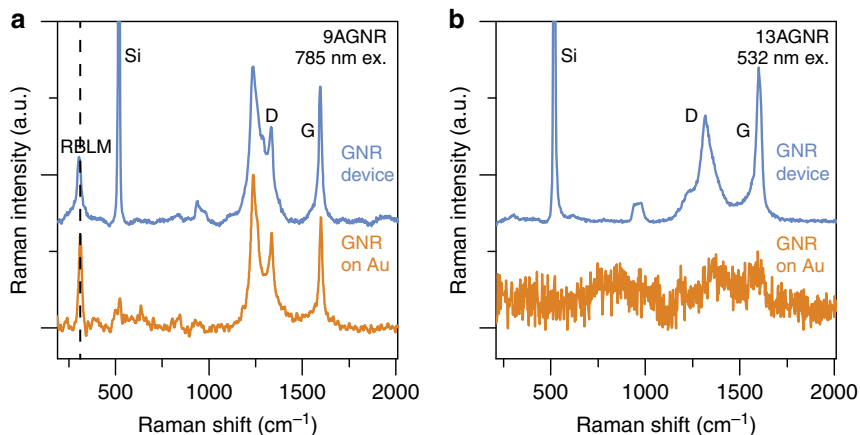 a
9AGNR
785 nm ex.
Si
D
RBLM
G
GNR
device
GNR
on Au
Raman intensity (a.u.)
500 1000 1500 2000
Raman shift (cm⁻¹)
b
13AGNR
532 nm ex.
Si
D
G
GNR
device
GNR
on Au
Raman intensity (a.u.)
500 1000 1500 2000
Raman shift (cm⁻¹)